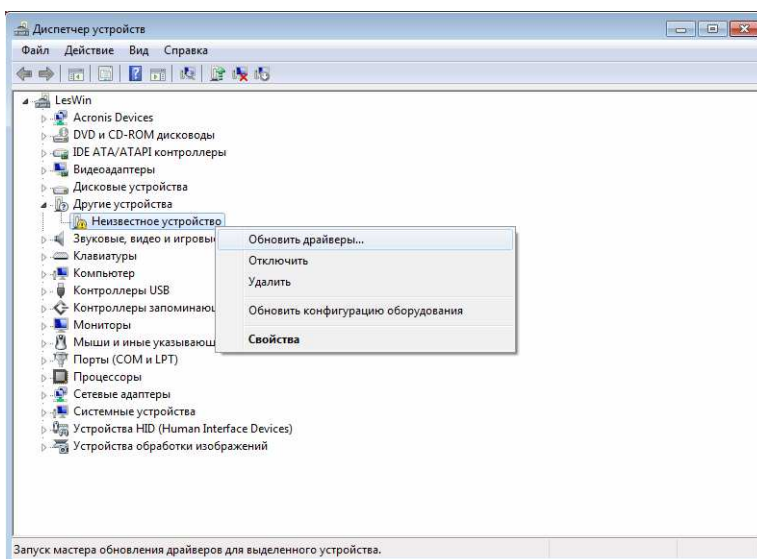 Диспетчер устройств
Файл Действие Вид Справка
LesWin
Acronis Devices
DVD и CD-ROM дисководы
IDE ATA/ATAPI контроллеры
Видеоадаптеры
Дисковые устройства
Другие устройства
Неизвестное устройство
Звуковые, видео и игровы
Обновить драйверы...
Клавиатуры
Отключить
Компьютер
Удалить
Контроллеры USB
Контроллеры запоминающ
Обновить конфигурацию оборудования
Мониторы
Мыши и иные указывающ
Свойства
Порты (COM и LPT)
Процессоры
Сетевые адаптеры
Системные устройства
Устройства HID (Human Interface Devices)
Устройства обработки изображений
Запуск мастера обновления драйверов для выделенного устройства.